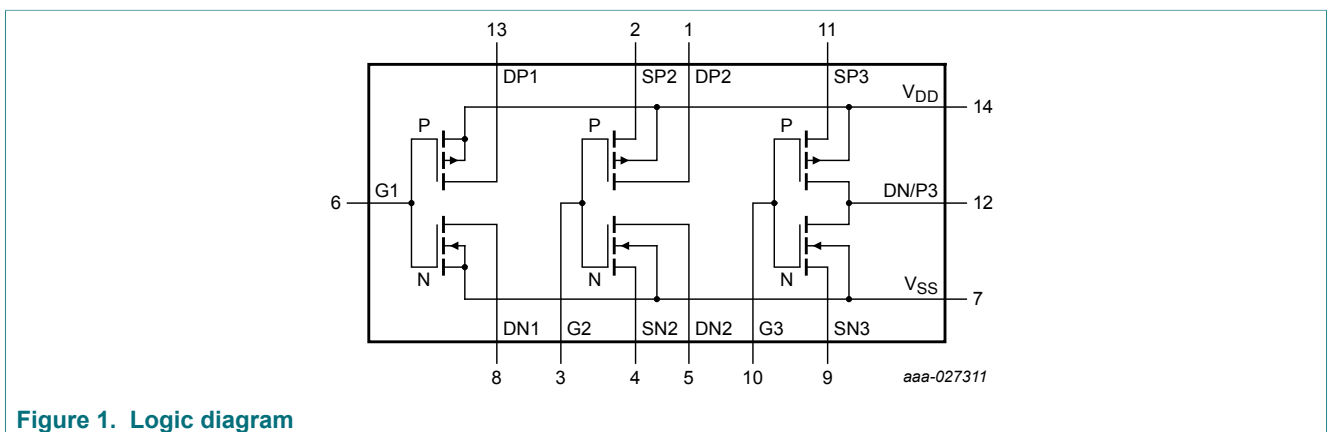 13 2 1 11
DP1 SP2 DP2 SP3
VDD 14
P P P
6 G1 DN/P3 12
N N N
VSS 7
DN1 G2 SN2 DN2 G3 SN3
8 3 4 5 10 9 aaa-027311
Figure 1. Logic diagram